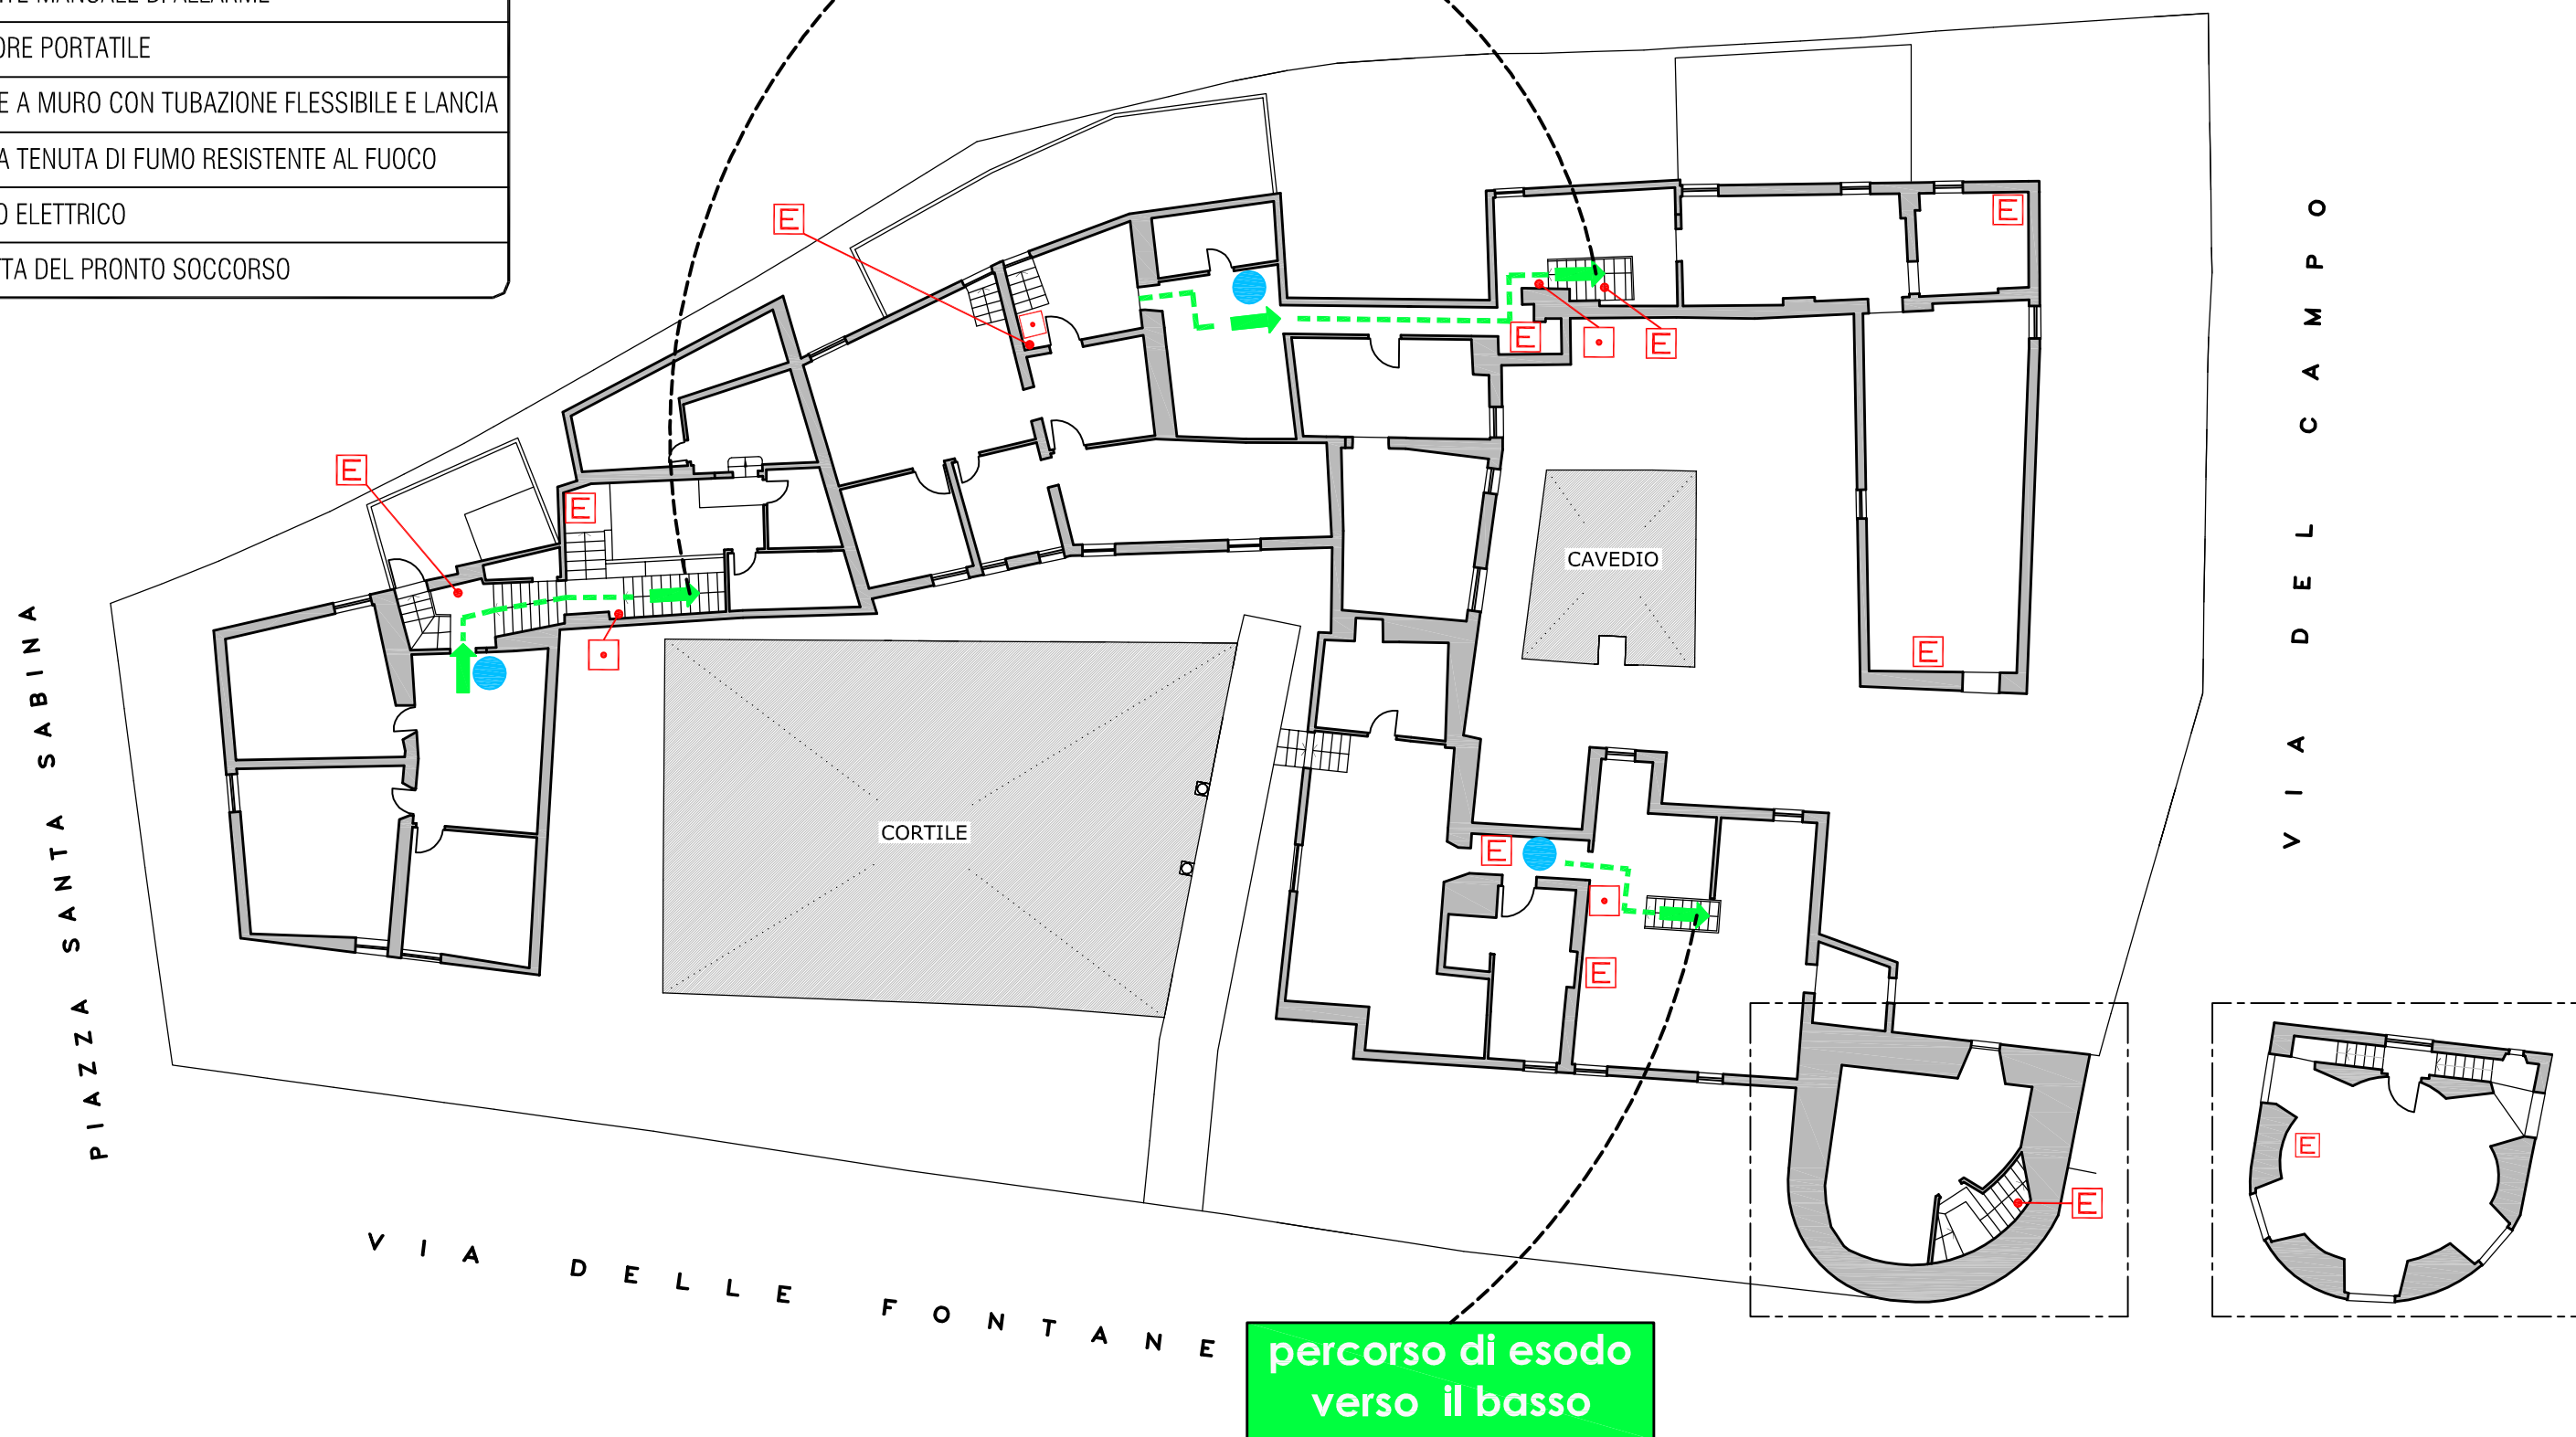 ORE PORTATILE
E A MURO CON TUBAZIONE FLESSIBILE E LANCIA
A TENUTA DI FUMO RESISTENTE AL FUOCO
O ELETTRICO
TTA DEL PRONTO SOCCORSO
E
E
E
E
E
E
CAVEDIO
E
E
PIAZZA SANTA SABINA
VIA DEL CAMPO
CORTILE
E
E
E
E
VIA DELLE FONTANE
percorso di esodo
verso il basso